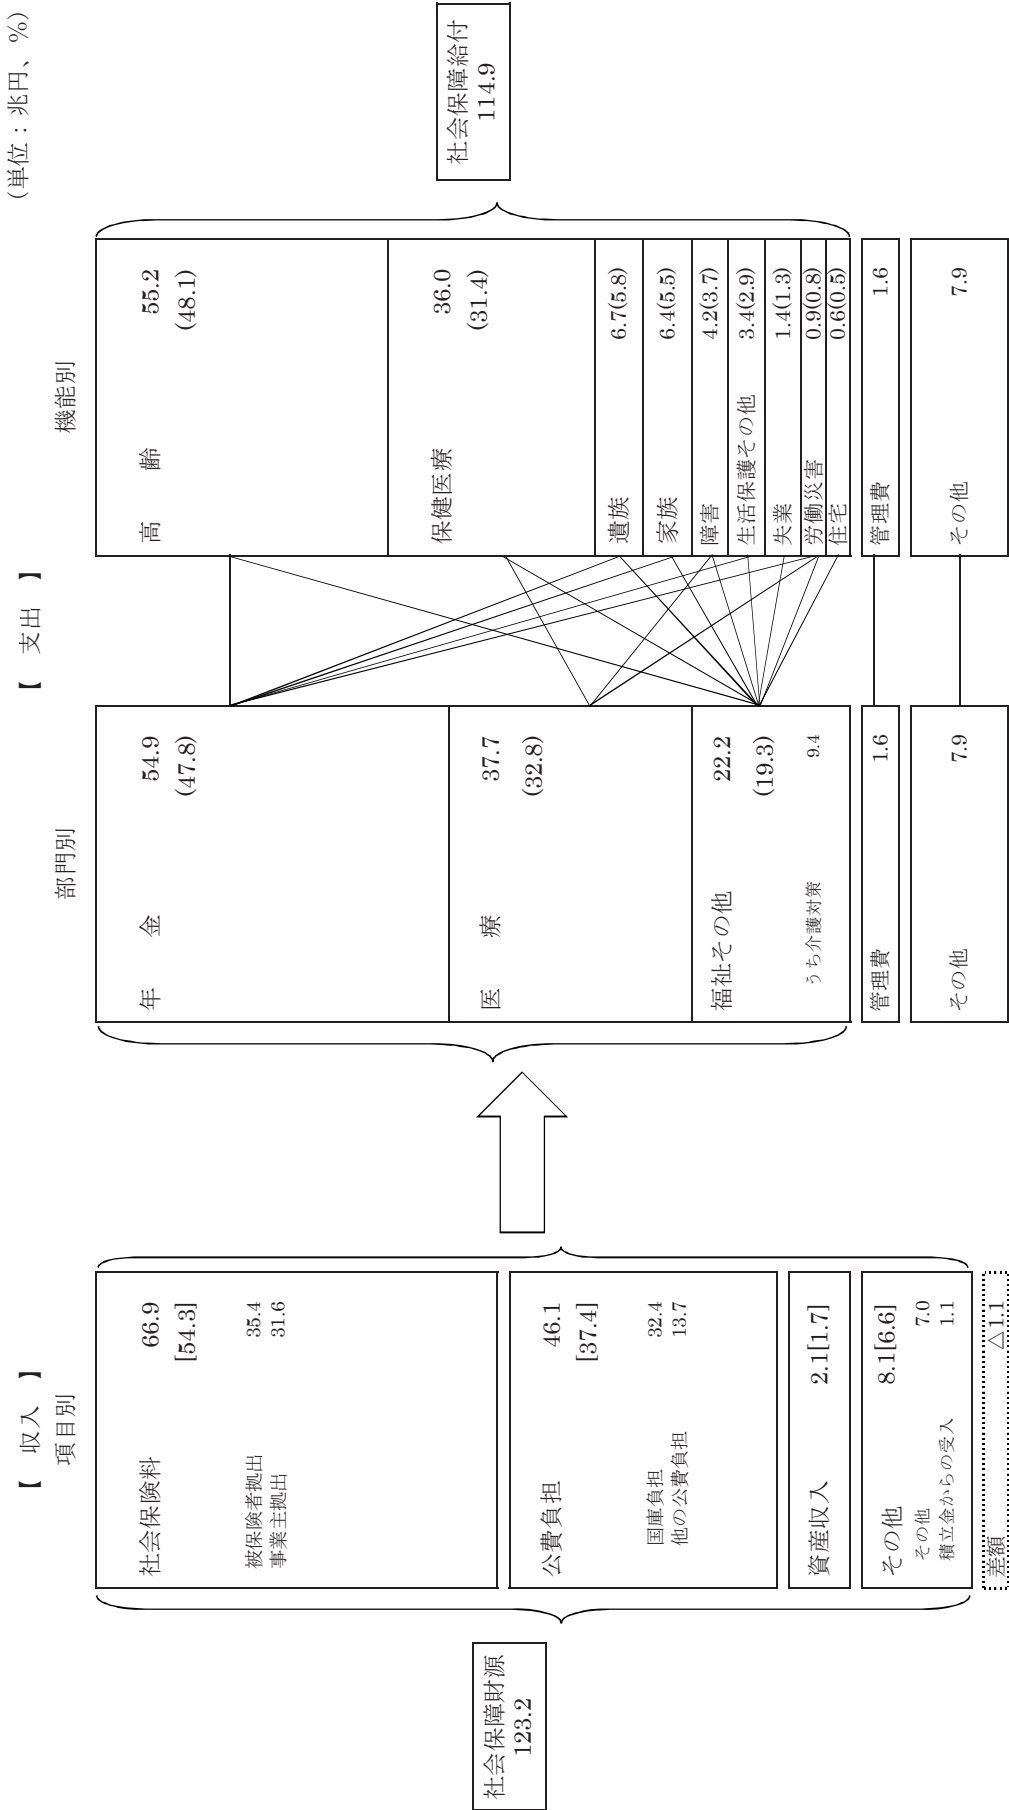 (単位：兆円、%)
【 収入 】
項目別
社会保障財源
123.2
社会保険料 66.9
[54.3]
被保険者拠出 35.4
事業主拠出 31.6
公費負担 46.1
[37.4]
国庫負担 32.4
他の公費負担 13.7
資産収入 2.1[1.7]
その他 8.1[6.6]
その他 7.0
積立金からの受入 1.1
差額 △1.1
【 支出 】
部門別
年 金 54.9
(47.8)
医 療 37.7
(32.8)
福祉その他 22.2
(19.3)
うち介護対策 9.4
管理費 1.6
その他 7.9
機能別
高 齢 55.2
(48.1)
保健医療 36.0
(31.4)
遺族 6.7(5.8)
家族 6.4(5.5)
障害 4.2(3.7)
生活保護その他 3.4(2.9)
失業 1.4(1.3)
労働災害 0.9(0.8)
住宅 0.6(0.5)
管理費 1.6
その他 7.9
社会保障給付
114.9